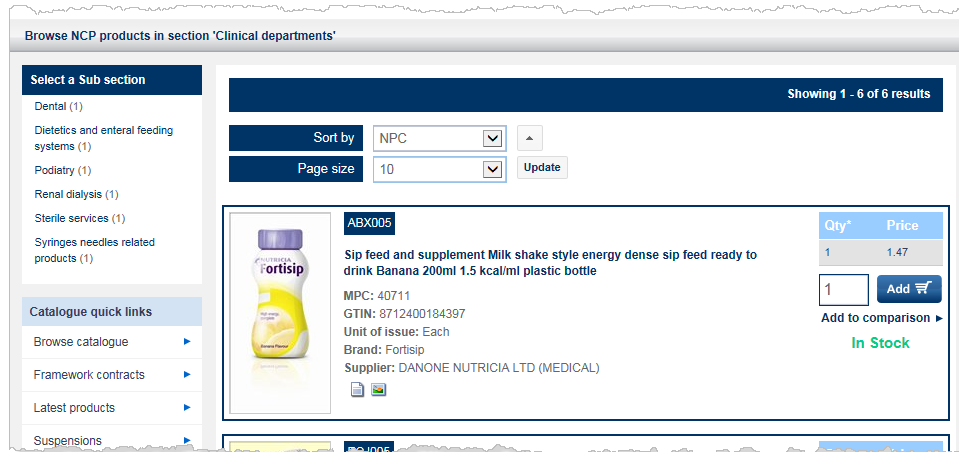 Browse NCP products in section 'Clinical departments'
Select a Sub section
Dental (1)
Dietetics and enteral feeding
systems (1)
Podiatry (1)
Renal dialysis (1)
Sterile services (1)
Syringes needles related
products (1)
Catalogue quick links
Browse catalogue
Framework contracts
Latest products
Suspensions
Showing 1 - 6 of 6 results
Sort by NPC
Page size 10 Update
NUTRICIA
Fortisip
Banana Flavour
ABX005
Sip feed and supplement Milk shake style energy dense sip feed ready to
drink Banana 200ml 1.5 kcal/ml plastic bottle
MPC: 40711
GTIN: 8712400184397
Unit of issue: Each
Brand: Fortisip
Supplier: DANONE NUTRICIA LTD (MEDICAL)
Qty* Price
1 1.47
1 Add
Add to comparison
In Stock